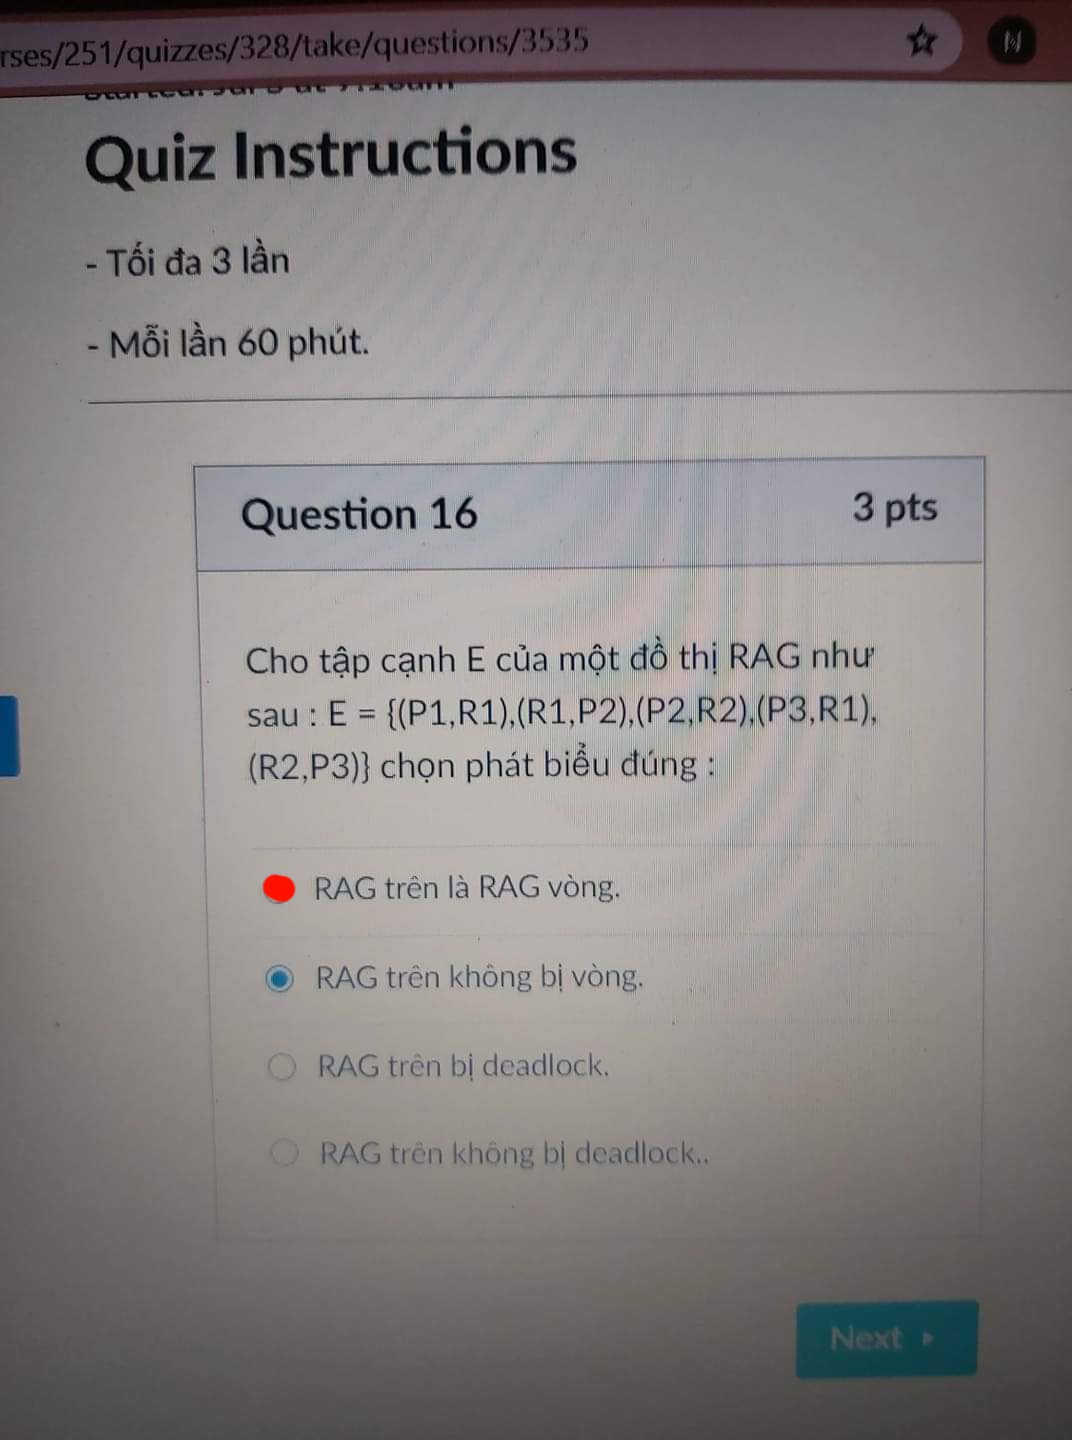 rses/251/quizzes/328/take/questions/3535
N
Quiz Instructions
- Tối đa 3 lần
- Mỗi lần 60 phút.
Question 16
3 pts
Cho tập cạnh E của một đồ thị RAG như
sau : E = {(P1,R1),(R1,P2),(P2,R2),(P3,R1),
(R2,P3)} chọn phát biểu đúng :
RAG trên là RAG vòng.
RAG trên không bị vòng.
RAG trên bị deadlock.
RAG trên không bị deadlock..
Next